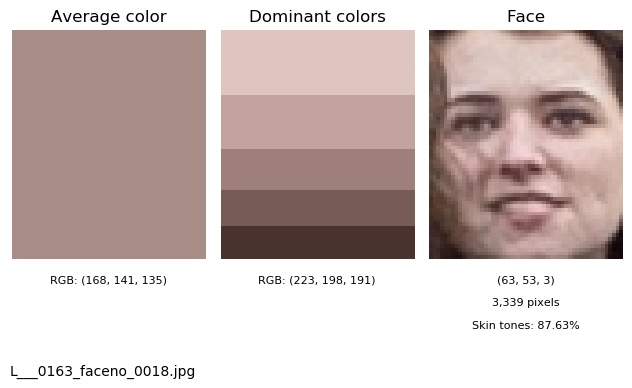 Average color
Dominant colors
Face
RGB: (168, 141, 135)
RGB: (223, 198, 191)
(63, 53, 3)
3,339 pixels
Skin tones: 87.63%
L___0163_faceno_0018.jpg